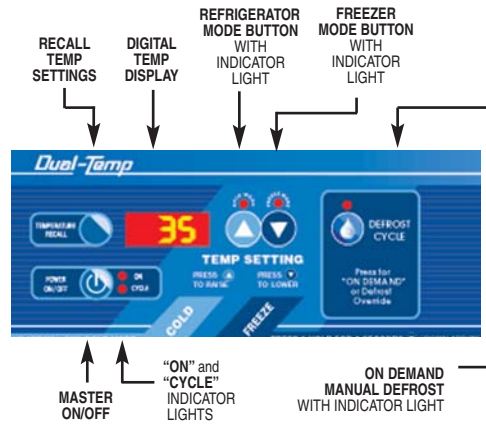 REFRIGERATOR
MODE BUTTON
WITH
INDICATOR
LIGHT
FREEZER
MODE BUTTON
WITH
INDICATOR
LIGHT
RECALL
TEMP
SETTINGS
DIGITAL
TEMP
DISPLAY
Dual-Temp
TEMPERATURE
RECALL
35
DEFROST
CYCLE
TEMP SETTING
PRESS
TO RAISE
PRESS
TO LOWER
POWER
ON/OFF
ON
CYCLE
Press for
"ON DEMAND"
or Defrost
Override
COLD
FREEZE
MASTER
ON/OFF
"ON" and
"CYCLE"
INDICATOR
LIGHTS
ON DEMAND
MANUAL DEFROST
WITH INDICATOR LIGHT